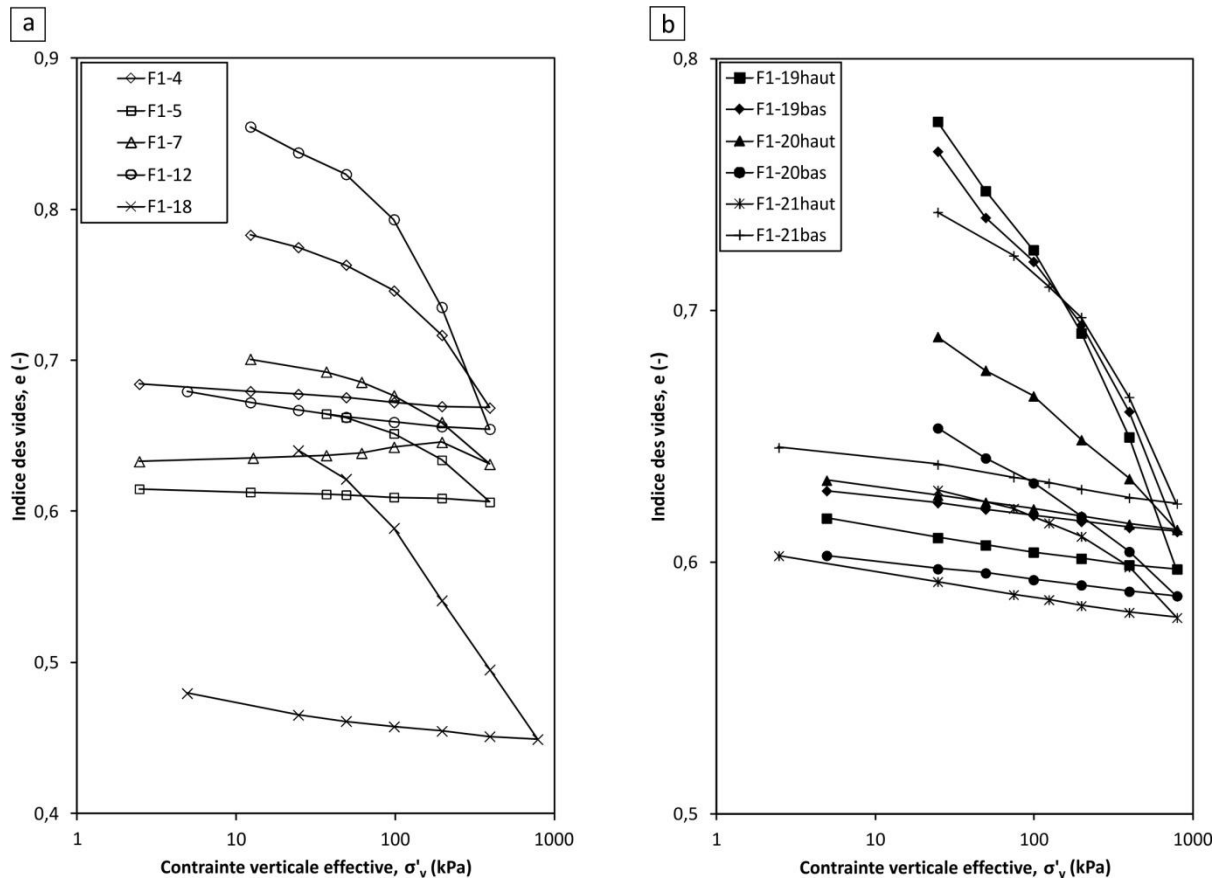 a
0,9
0,8
0,7
0,6
0,5
0,4
Indice des vides, e (-)
F1-4
F1-5
F1-7
F1-12
F1-18
1
10
100
1000
Contrainte verticale effective, σ'v (kPa)
b
0,8
0,7
0,6
0,5
Indice des vides, e (-)
F1-19haut
F1-19bas
F1-20haut
F1-20bas
F1-21haut
F1-21bas
1
10
100
1000
Contrainte verticale effective, σ'v (kPa)